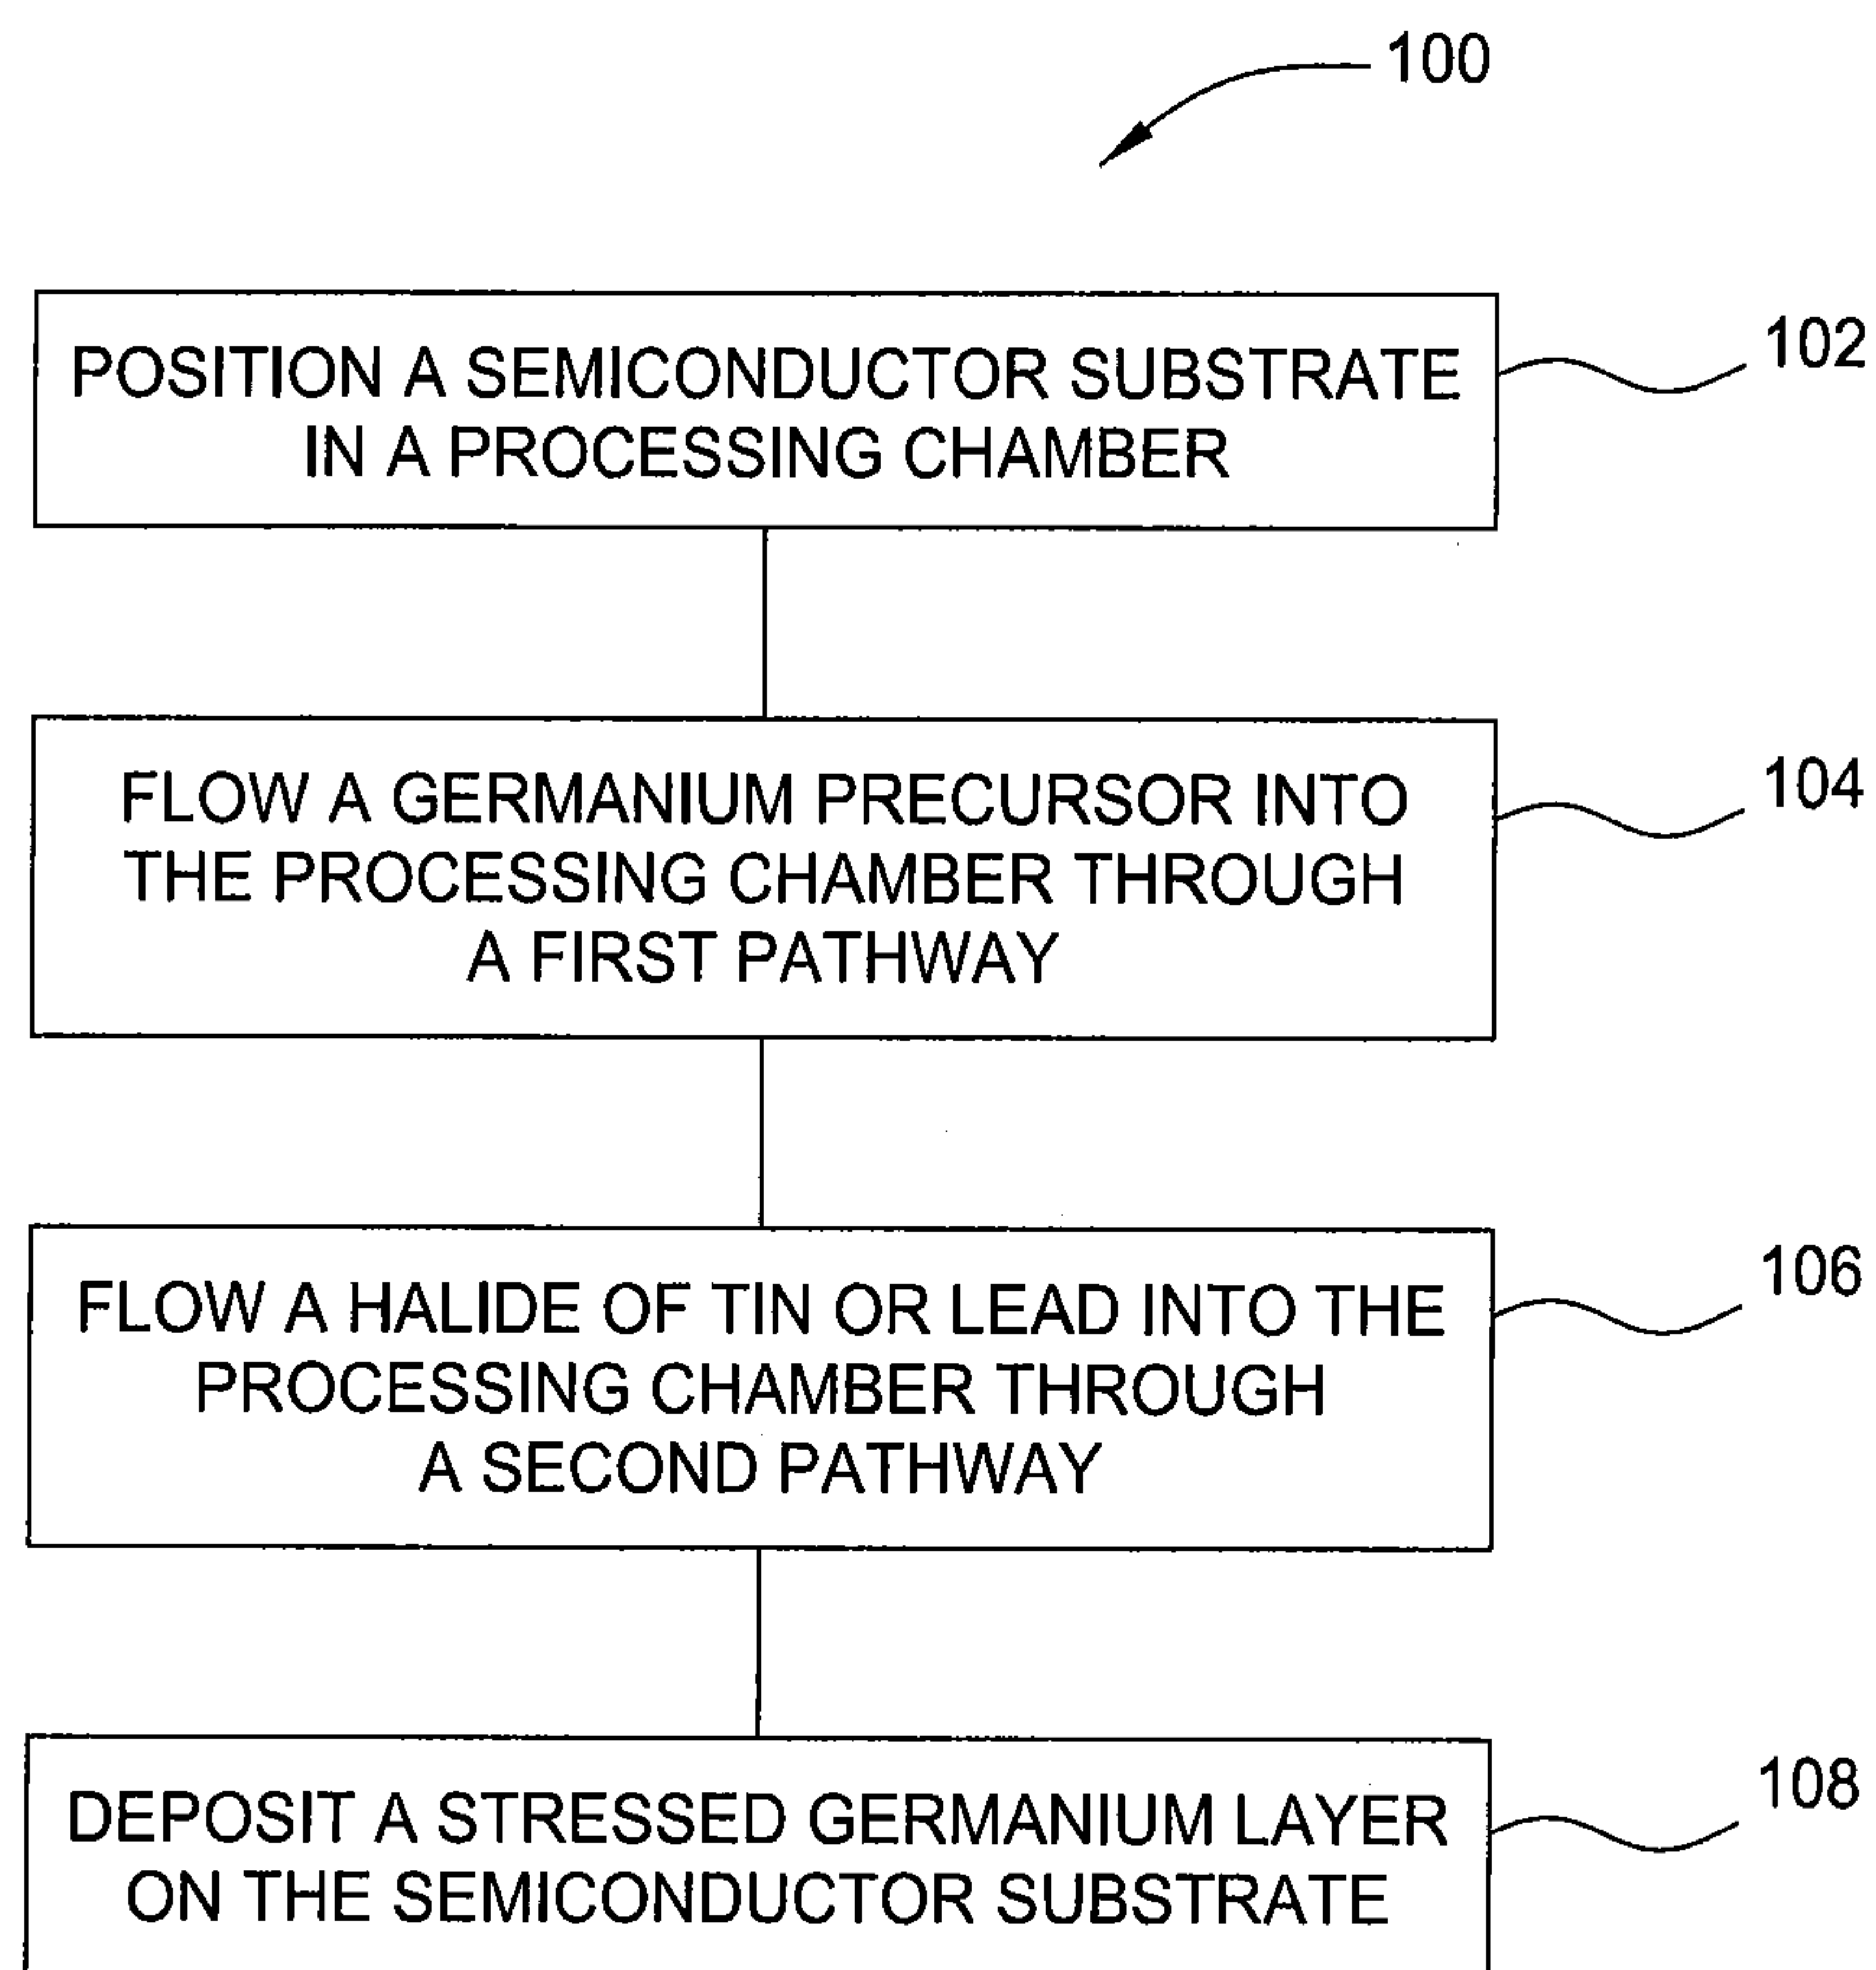 100
POSITION A SEMICONDUCTOR SUBSTRATE
IN A PROCESSING CHAMBER
102
FLOW A GERMANIUM PRECURSOR INTO
THE PROCESSING CHAMBER THROUGH
A FIRST PATHWAY
104
FLOW A HALIDE OF TIN OR LEAD INTO THE
PROCESSING CHAMBER THROUGH
A SECOND PATHWAY
106
DEPOSIT A STRESSED GERMANIUM LAYER
ON THE SEMICONDUCTOR SUBSTRATE
108